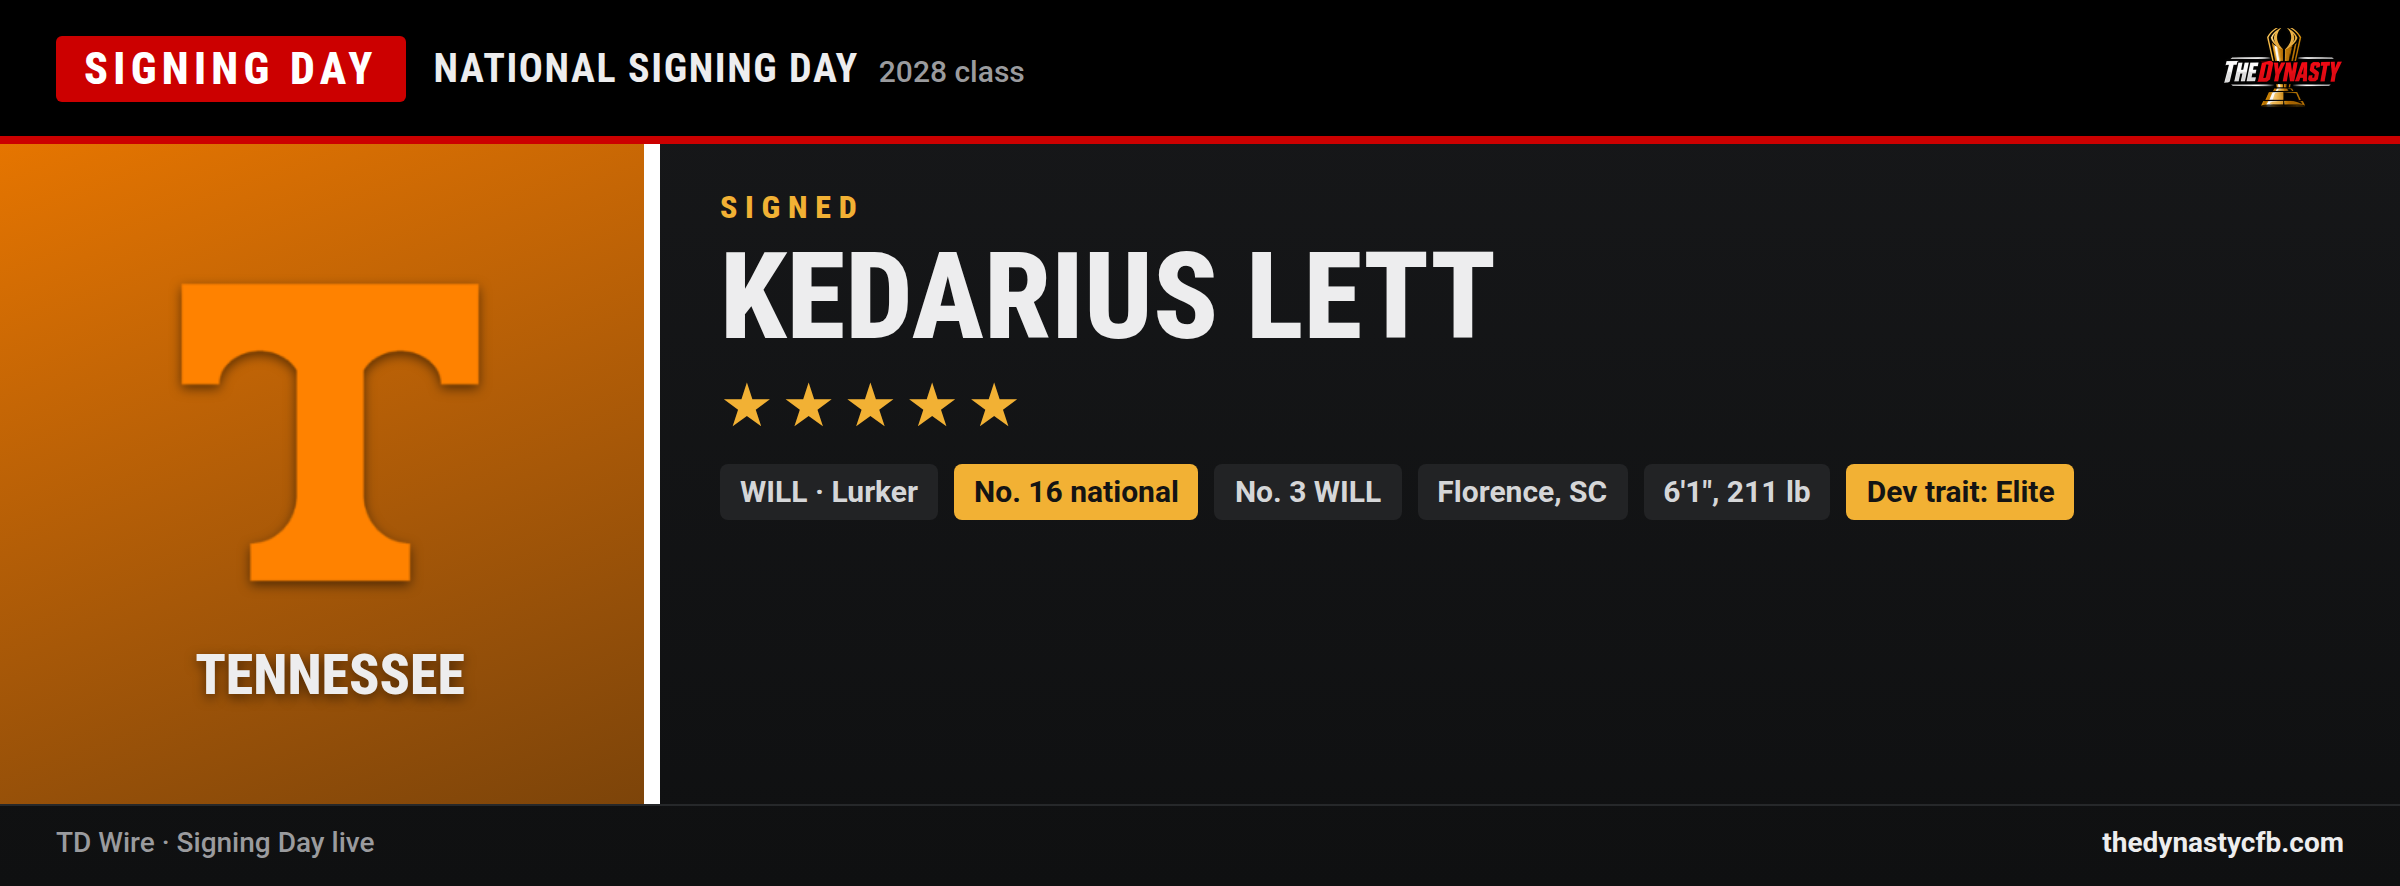 SIGNING DAY NATIONAL SIGNING DAY 2028 class
THE DYNASTY
T
TENNESSEE
SIGNED
KEDARIUS LETT
★★★★★
WILL · Lurker No. 16 national No. 3 WILL Florence, SC 6'1", 211 lb Dev trait: Elite
TD Wire · Signing Day live
thedynastycfb.com